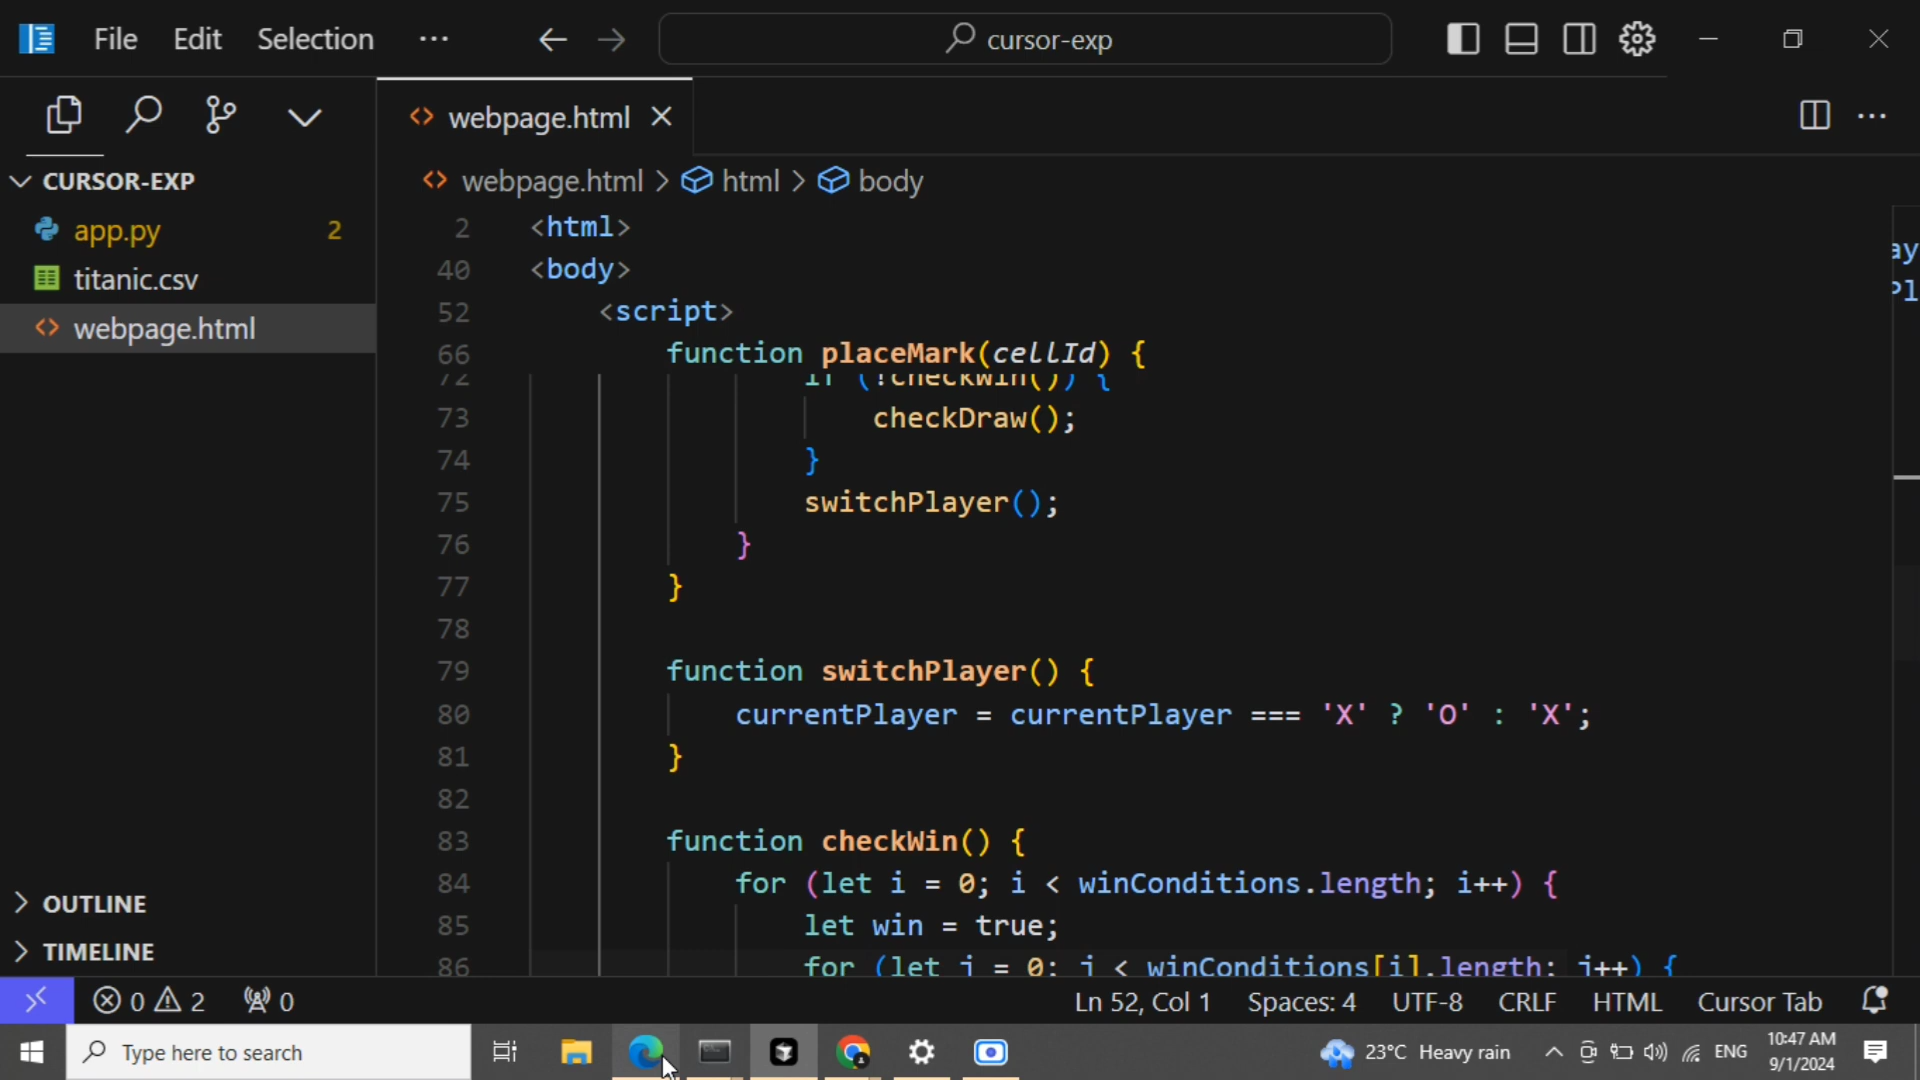 File Edit Selection ···
cursor-exp
webpage.html
CURSOR-EXP
app.py 2
titanic.csv
webpage.html
OUTLINE
TIMELINE
webpage.html > html > body
2 <html>
40 <body>
52 <script>
66 function placeMark(cellId) {
72 if (!checkWin()) {
73 checkDraw();
74 }
75 switchPlayer();
76 }
77 }
78
79 function switchPlayer() {
80 currentPlayer = currentPlayer === 'X' ? 'O' : 'X';
81 }
82
83 function checkWin() {
84 for (let i = 0; i < winConditions.length; i++) {
85 let win = true;
86 for (let j = 0; j < winConditions[i].length; j++) {
0 2 0
Ln 52, Col 1 Spaces: 4 UTF-8 CRLF HTML Cursor Tab
Type here to search
23°C Heavy rain
ENG
10:47 AM
9/1/2024